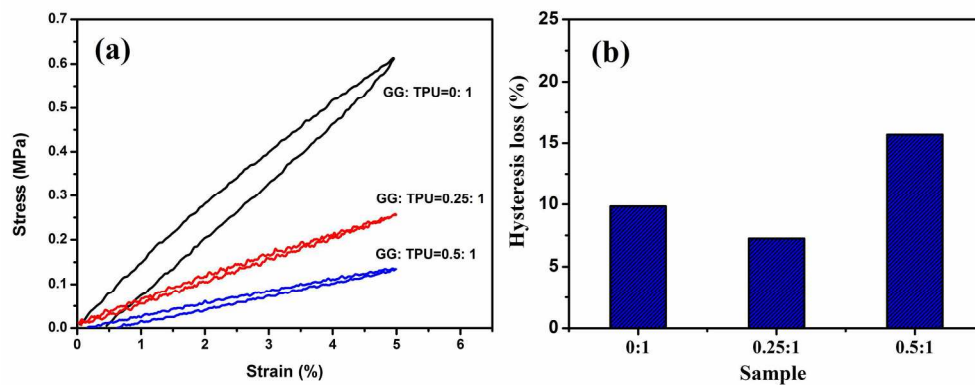 (a)
0.7
0.6
0.5
0.4
0.3
0.2
0.1
0.0
Stress (MPa)
GG: TPU=0: 1
GG: TPU=0.25: 1
GG: TPU=0.5: 1
0 1 2 3 4 5 6
Strain (%)
(b)
25
20
15
10
5
0
Hysteresis loss (%)
0:1 0.25:1 0.5:1
Sample